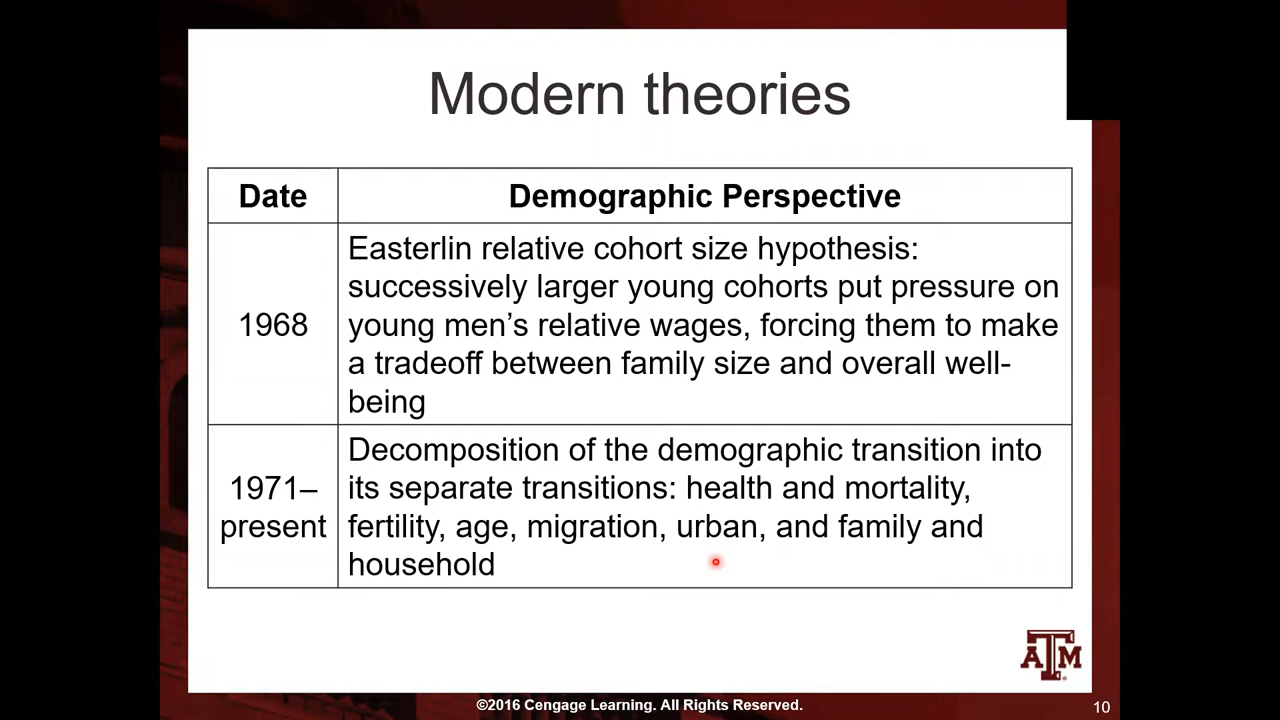 Modern theories
Date
Demographic Perspective
1968
Easterlin relative cohort size hypothesis:
successively larger young cohorts put pressure on
young men’s relative wages, forcing them to make
a tradeoff between family size and overall well-
being
1971–
present
Decomposition of the demographic transition into
its separate transitions: health and mortality,
fertility, age, migration, urban, and family and
household
ATM
©2016 Cengage Learning. All Rights Reserved.
10